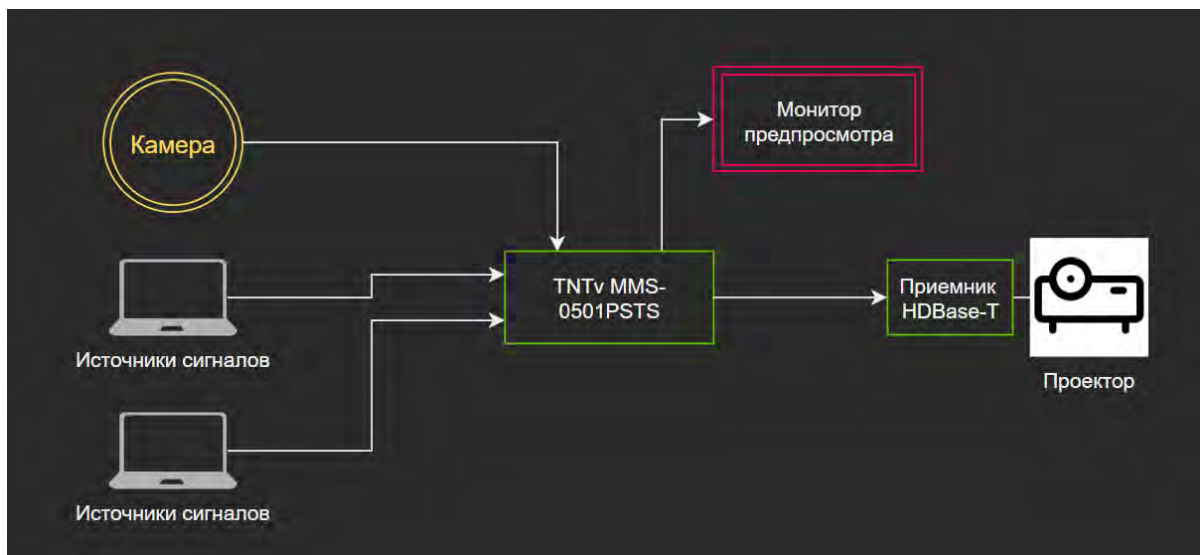 Камера
Монитор
предпросмотра
TNTv MMS-
0501PSTS
Приемник
HDBase-T
Источники сигналов
Проектор
Источники сигналов